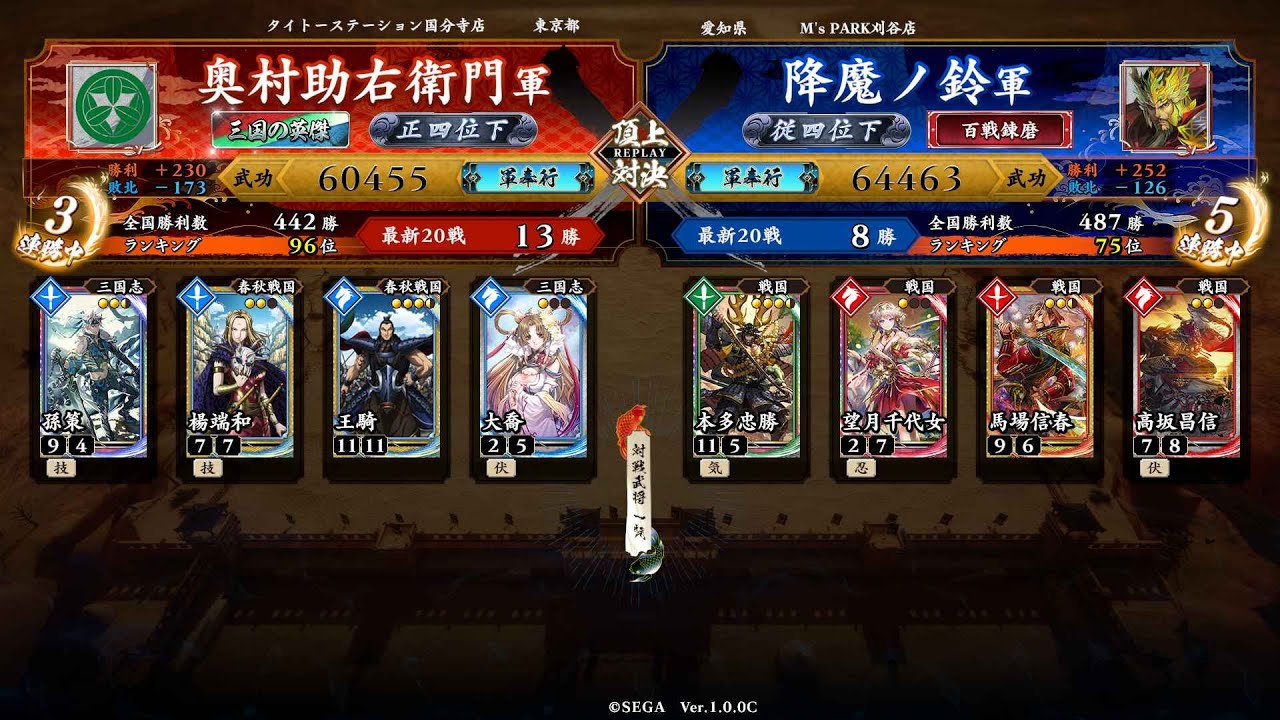 タイトーステーション国分寺店 東京都
愛知県 M's PARK刈谷店
奥村助右衛門軍
降魔ノ鈴軍
三国の英傑 正四位下
従四位下 百戦錬磨
頂上
REPLAY
対決
勝利 +230
敗北 -173
武功 60455 軍奉行
軍奉行 64463 武功
勝利 +252
敗北 -126
3
連勝中
全国勝利数 442勝
ランキング 96位
最新20戦 13勝
最新20戦 8勝
全国勝利数 487勝
ランキング 75位
5
連勝中
三国志
孫策
9 4
技
春秋戦国
楊端和
7 7
技
春秋戦国
王騎
11 11
三国志
大喬
2 5
伏
対戦武将一覧
戦国
本多忠勝
11 5
気
戦国
望月千代女
2 7
忍
戦国
馬場信春
9 6
戦国
高坂昌信
7 8
伏
©SEGA Ver.1.0.0C